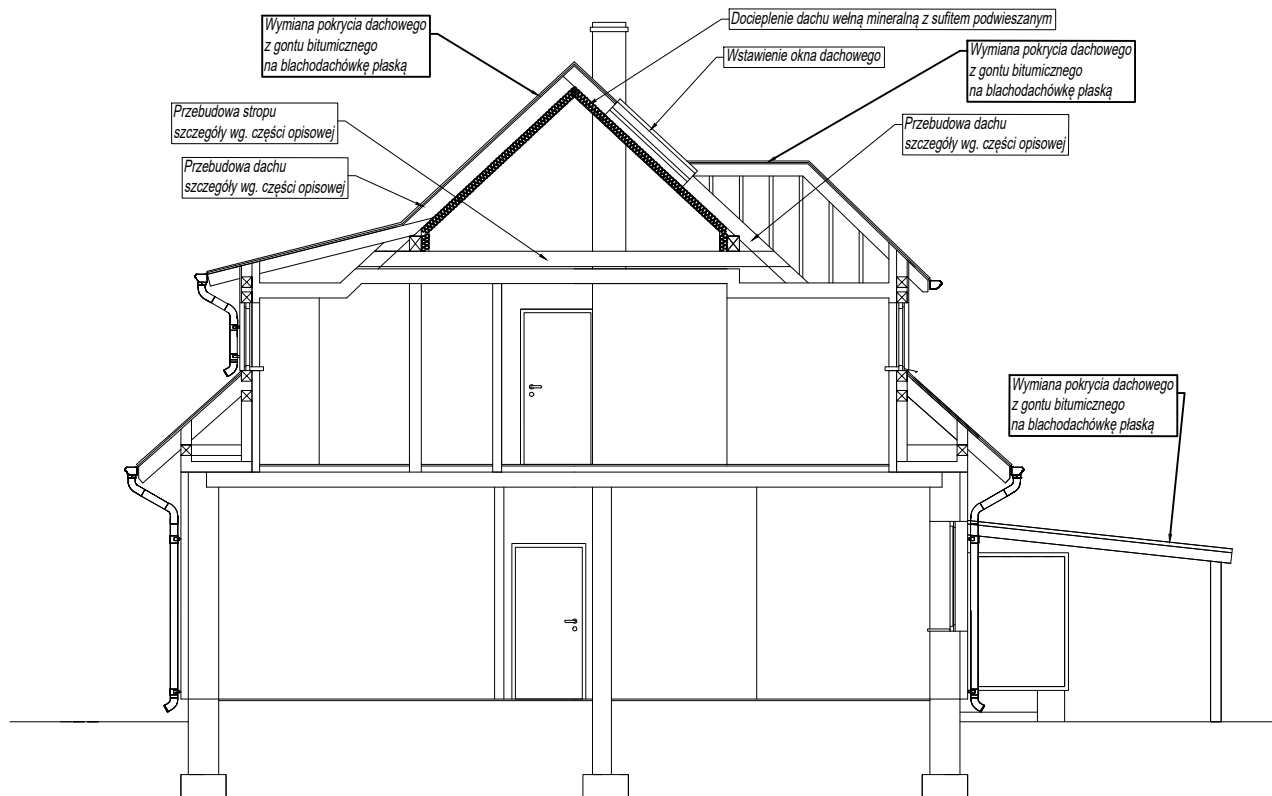 Wymiana pokrycia dachowego
z gontu bitumicznego
na blachodachówkę płaską
Docieplenie dachu wełną mineralną z sufitem podwieszanym
Wstawienie okna dachowego
Wymiana pokrycia dachowego
z gontu bitumicznego
na blachodachówkę płaską
Przebudowa stropu
szczegóły wg. części opisowej
Przebudowa dachu
szczegóły wg. części opisowej
Przebudowa dachu
szczegóły wg. części opisowej
Wymiana pokrycia dachowego
z gontu bitumicznego
na blachodachówkę płaską